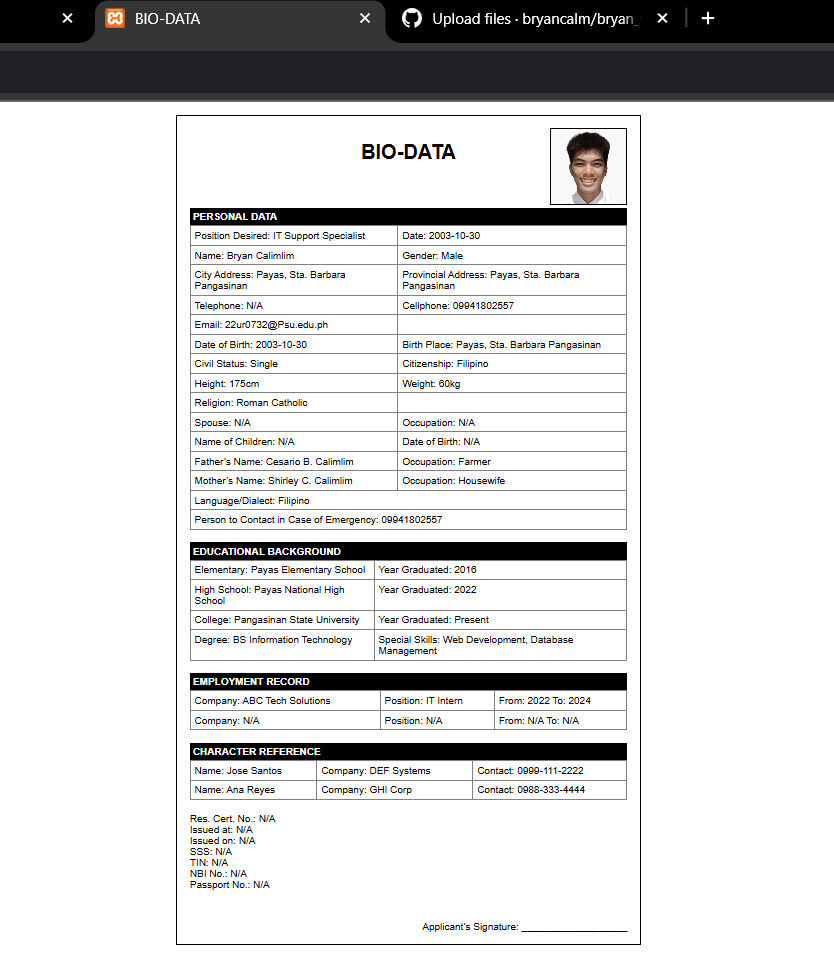 BIO-DATA
Upload files · bryancalm/bryan_
BIO-DATA
PERSONAL DATA
Position Desired: IT Support Specialist
Date: 2003-10-30
Name: Bryan Calimlim
Gender: Male
City Address: Payas, Sta. Barbara
Pangasinan
Provincial Address: Payas, Sta. Barbara
Pangasinan
Telephone: N/A
Cellphone: 09941802557
Email: 22ur0732@Psu.edu.ph
Date of Birth: 2003-10-30
Birth Place: Payas, Sta. Barbara Pangasinan
Civil Status: Single
Citizenship: Filipino
Height: 175cm
Weight: 60kg
Religion: Roman Catholic
Spouse: N/A
Occupation: N/A
Name of Children: N/A
Date of Birth: N/A
Father's Name: Cesario B. Calimlim
Occupation: Farmer
Mother's Name: Shirley C. Calimlim
Occupation: Housewife
Language/Dialect: Filipino
Person to Contact in Case of Emergency: 09941802557
EDUCATIONAL BACKGROUND
Elementary: Payas Elementary School
Year Graduated: 2016
High School: Payas National High
School
Year Graduated: 2022
College: Pangasinan State University
Year Graduated: Present
Degree: BS Information Technology
Special Skills: Web Development, Database
Management
EMPLOYMENT RECORD
Company: ABC Tech Solutions
Position: IT Intern
From: 2022 To: 2024
Company: N/A
Position: N/A
From: N/A To: N/A
CHARACTER REFERENCE
Name: Jose Santos
Company: DEF Systems
Contact: 0999-111-2222
Name: Ana Reyes
Company: GHI Corp
Contact: 0988-333-4444
Res. Cert. No.: N/A
Issued at: N/A
Issued on: N/A
SSS: N/A
TIN: N/A
NBI No.: N/A
Passport No.: N/A
Applicant's Signature: ____________________